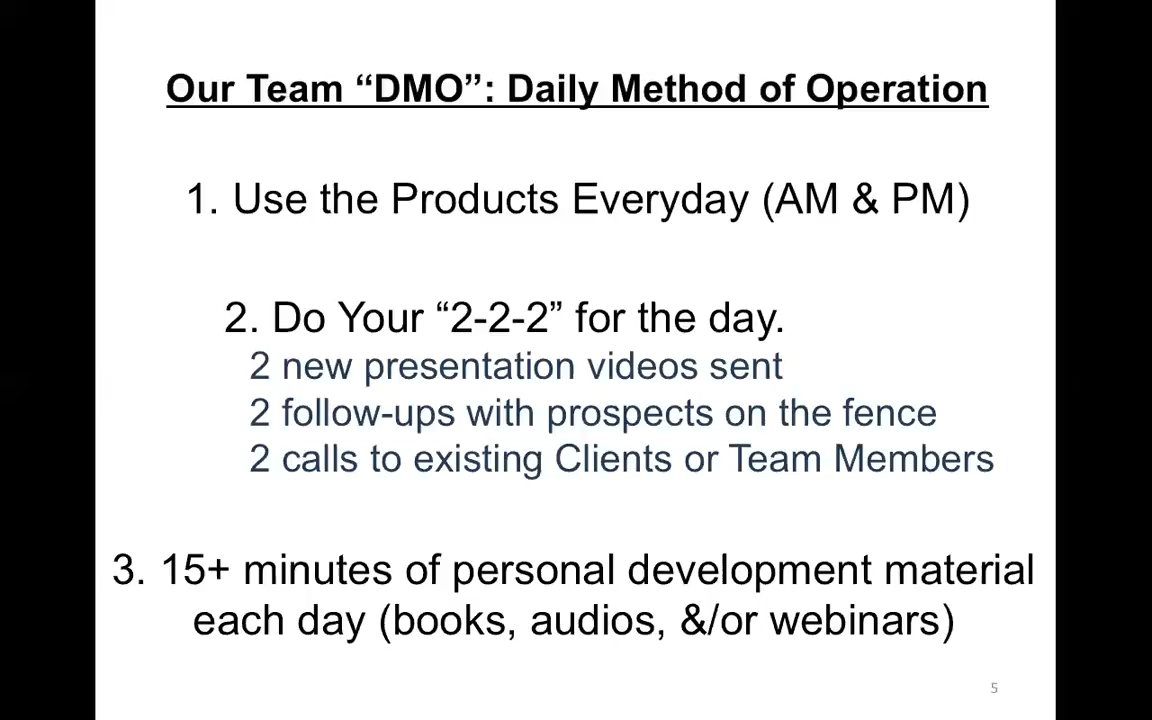 Our Team “DMO”: Daily Method of Operation
1. Use the Products Everyday (AM & PM)
2. Do Your “2-2-2” for the day.
2 new presentation videos sent
2 follow-ups with prospects on the fence
2 calls to existing Clients or Team Members
3. 15+ minutes of personal development material
each day (books, audios, &/or webinars)
5